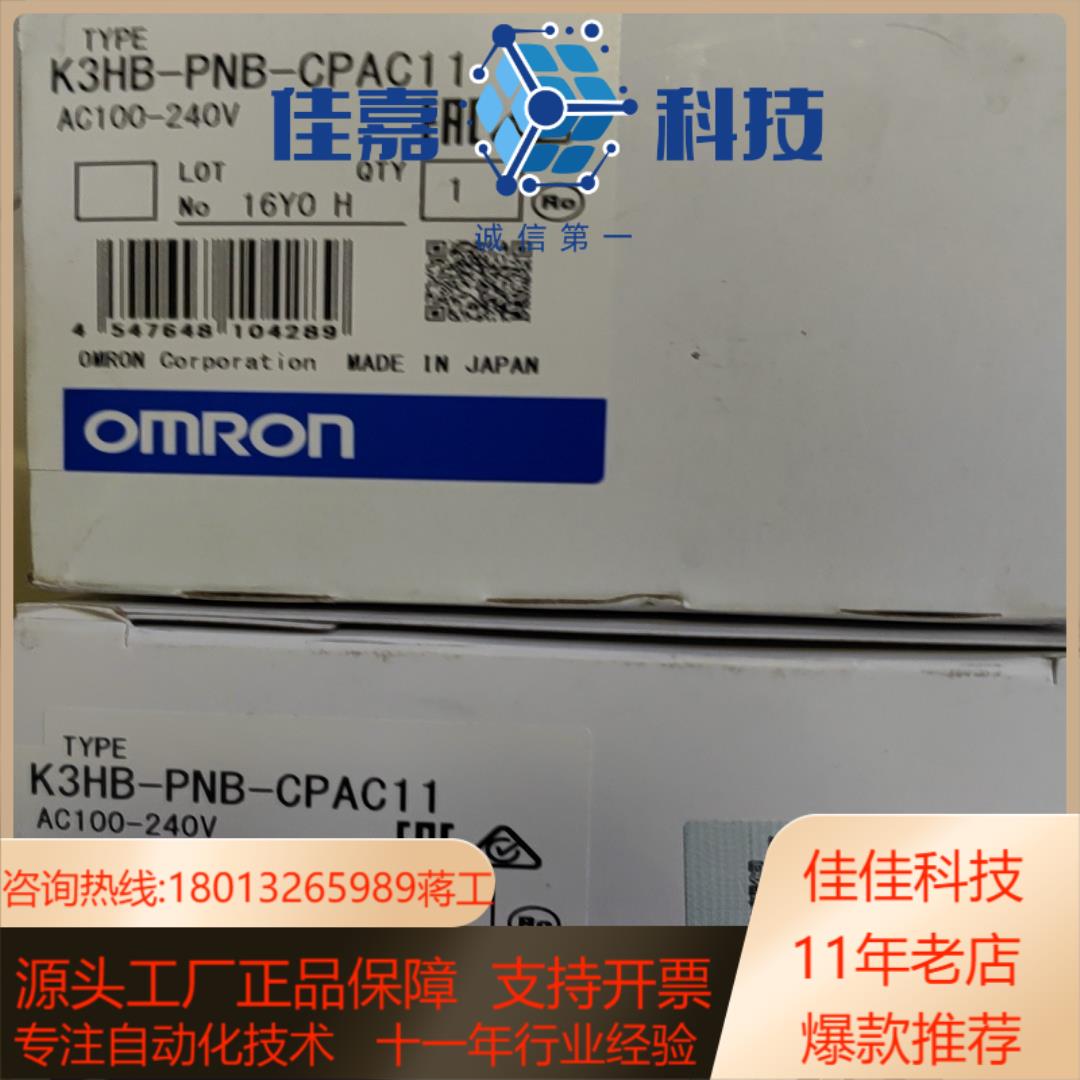 TYPE
K3HB-PNB-CPAC11
AC100-240V
佳嘉 科技
LOT QTY
No 16Y0 H 1
诚信第一
4 547648 104289
OMRON Corporation MADE IN JAPAN
OMRON
TYPE
K3HB-PNB-CPAC11
AC100-240V
咨询热线:18013265989蒋工
佳佳科技
11年老店
爆款推荐
源头工厂正品保障 支持开票
专注自动化技术 十一年行业经验